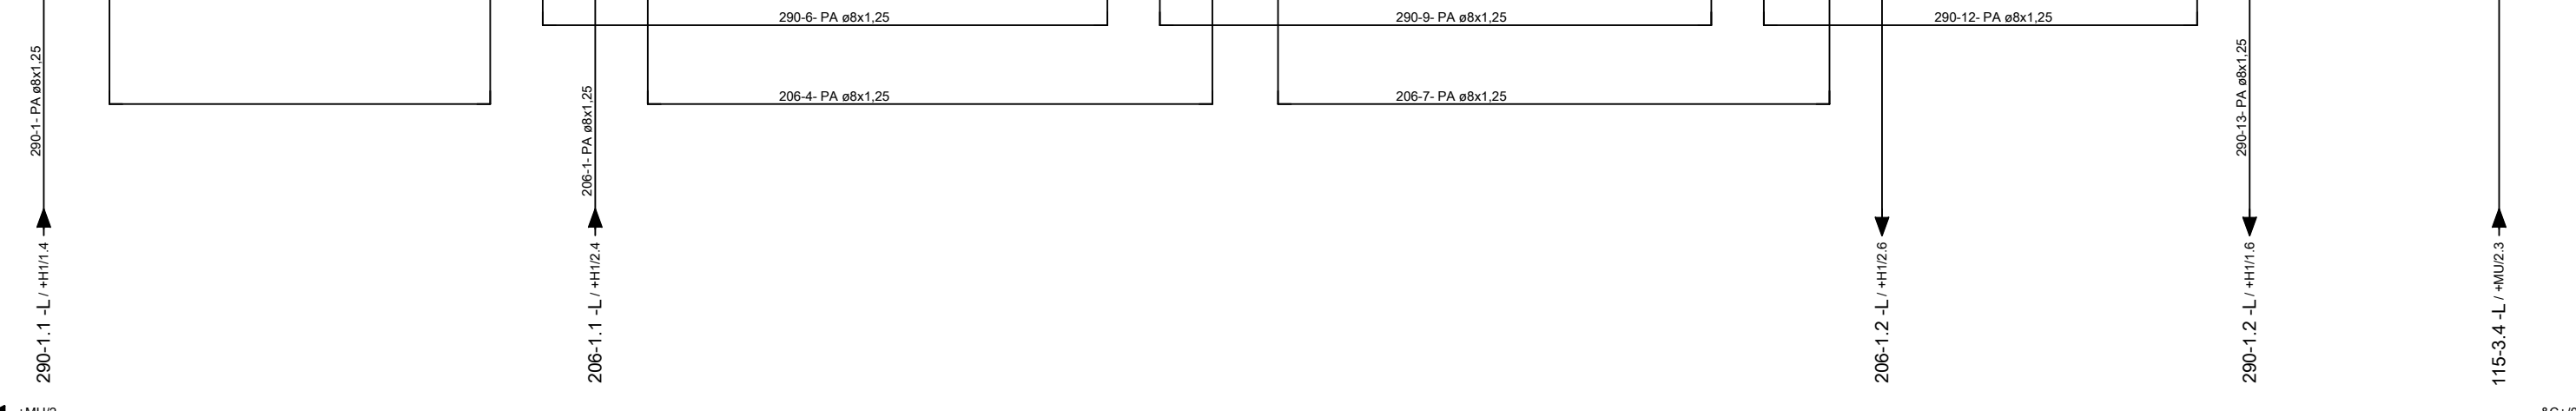 290-6- PA ø8x1,25
290-9- PA ø8x1,25
290-12- PA ø8x1,25
290-1- PA ø8x1,25
206-1- PA ø8x1,25
206-4- PA ø8x1,25
206-7- PA ø8x1,25
290-13- PA ø8x1,25
290-1.1 -L / +H1/1.4
206-1.1 -L / +H1/2.4
206-1.2 -L / +H1/2.6
290-1.2 -L / +H1/1.6
115-3.4 -L / +MU/2.3